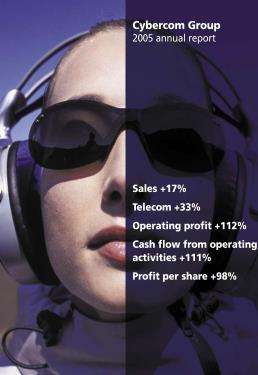 Cybercom Group
2005 annual report
Sales +17%
Telecom +33%
Operating profit +112%
Cash flow from operating
activities +111%
Profit per share +98%